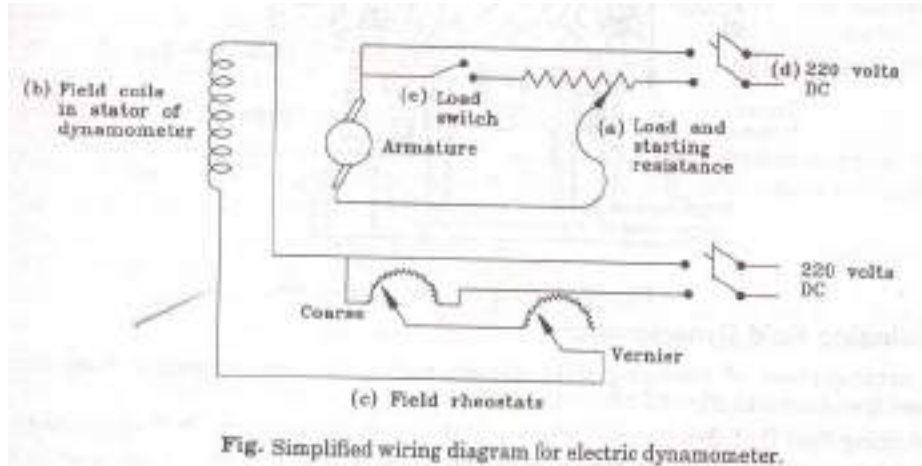 (b) Field coils
in stator of
dynamometer
(e) Load
switch
Armature
(a) Load and
starting
resistance
(d) 220 volts
DC
220 volts
DC
Coarse
Vernier
(c) Field rheostats
Fig. Simplified wiring diagram for electric dynamometer.